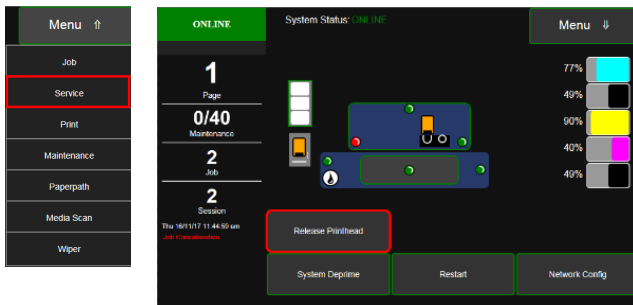 Menu ⇧
Job
Service
Print
Maintenance
Paperpath
Media Scan
Wiper
ONLINE
System Status: ONLINE
Menu ⇩
1
Page
0/40
Maintenance
2
Job
2
Session
Thu 16/11/17 11.44.59 am
77%
49%
90%
40%
49%
Release Printhead
System Deprime
Restart
Network Config